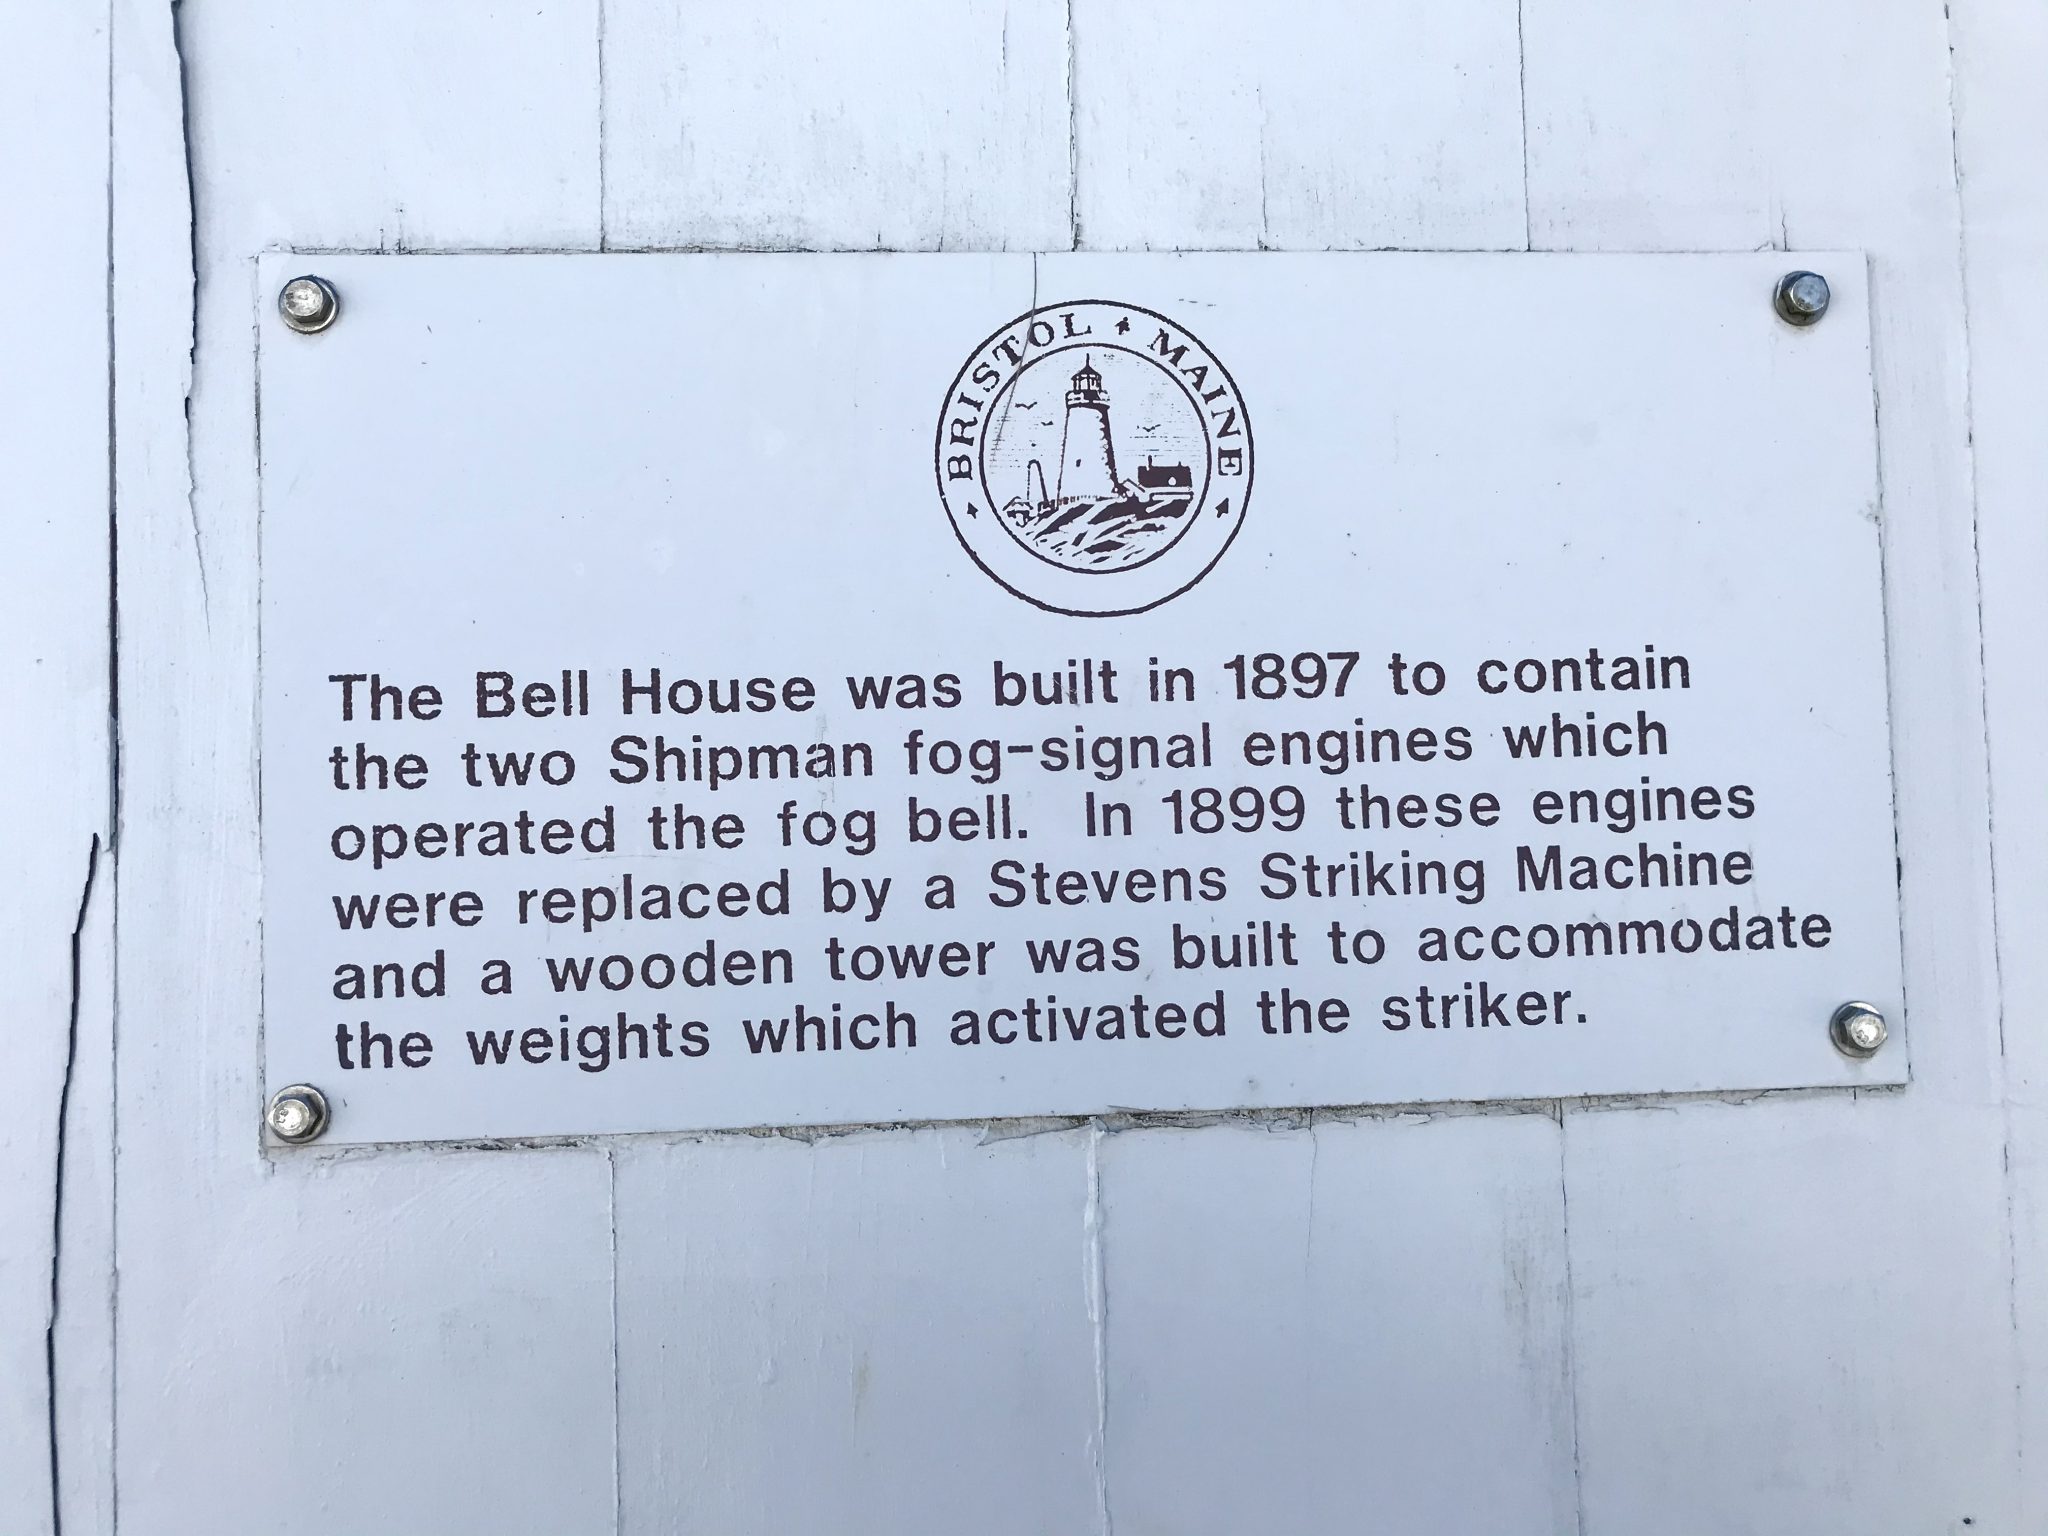 BRISTOL ★ MAINE
The Bell House was built in 1897 to contain
the two Shipman fog-signal engines which
operated the fog bell. In 1899 these engines
were replaced by a Stevens Striking Machine
and a wooden tower was built to accommodate
the weights which activated the striker.